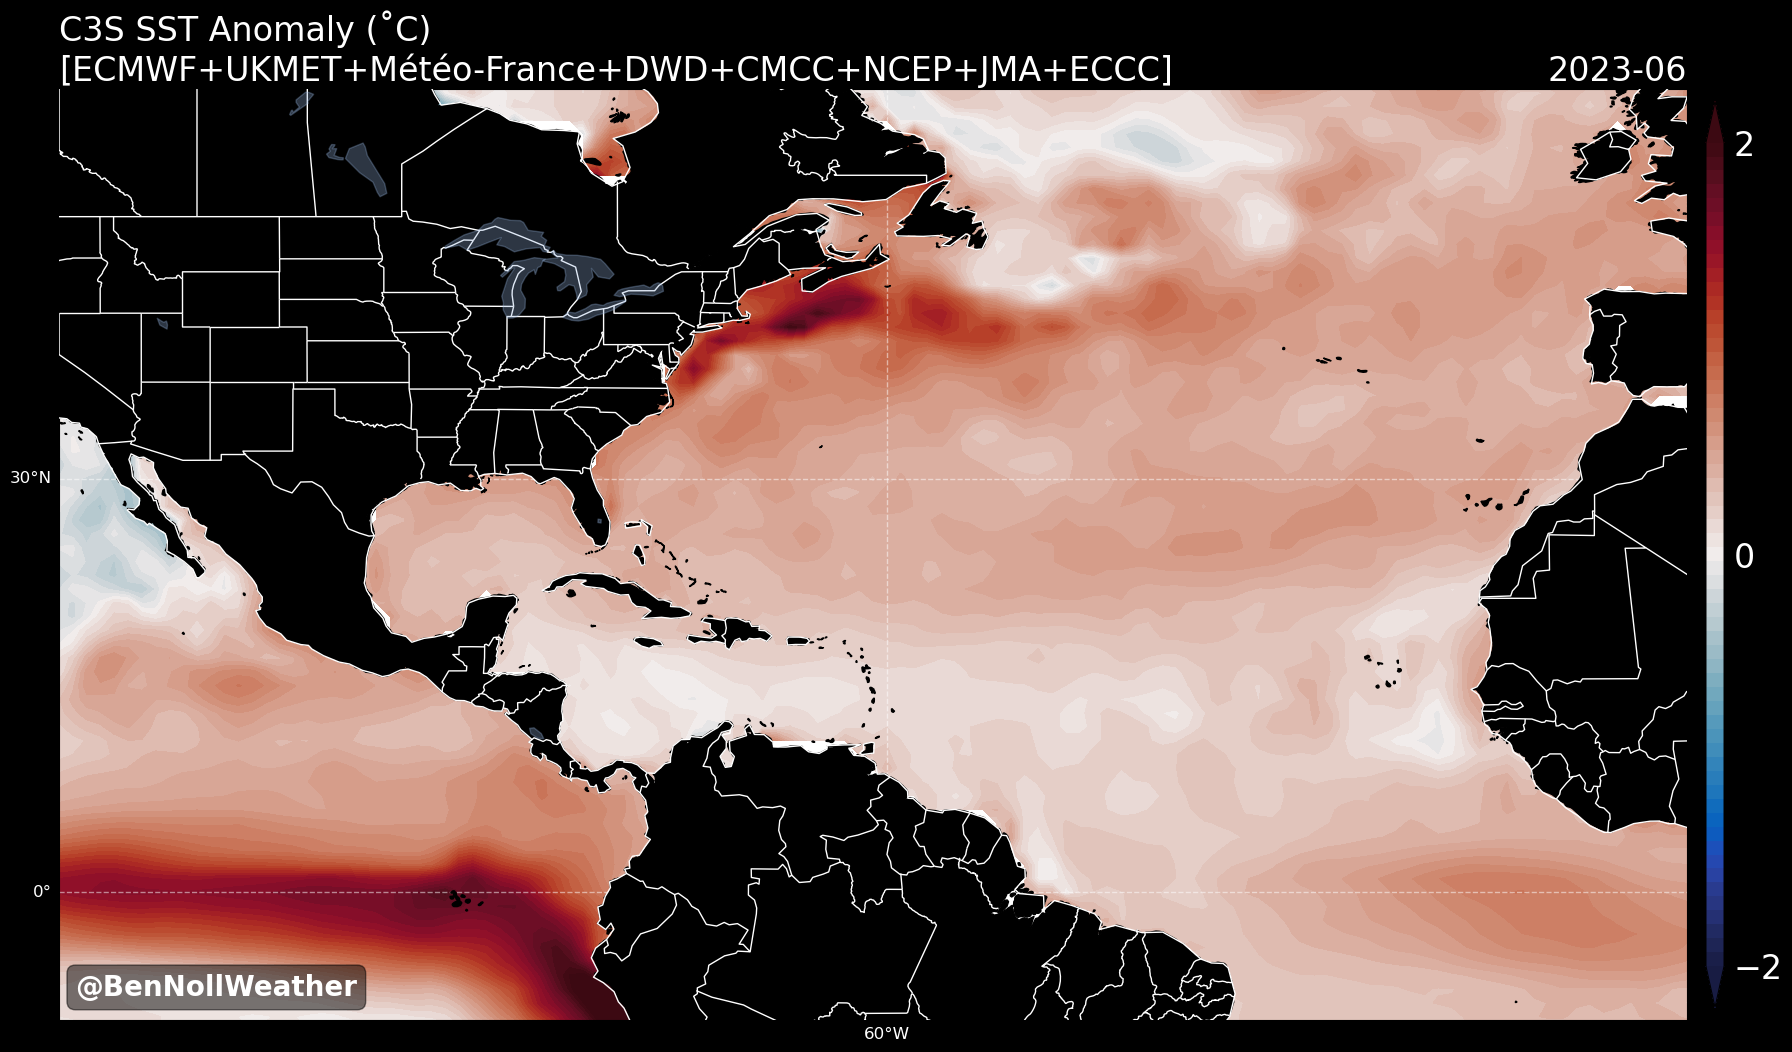 C3S SST Anomaly (˚C)
[ECMWF+UKMET+Météo-France+DWD+CMCC+NCEP+JMA+ECCC]
2023-06
2
30°N
0
0°
−2
@BenNollWeather
60°W